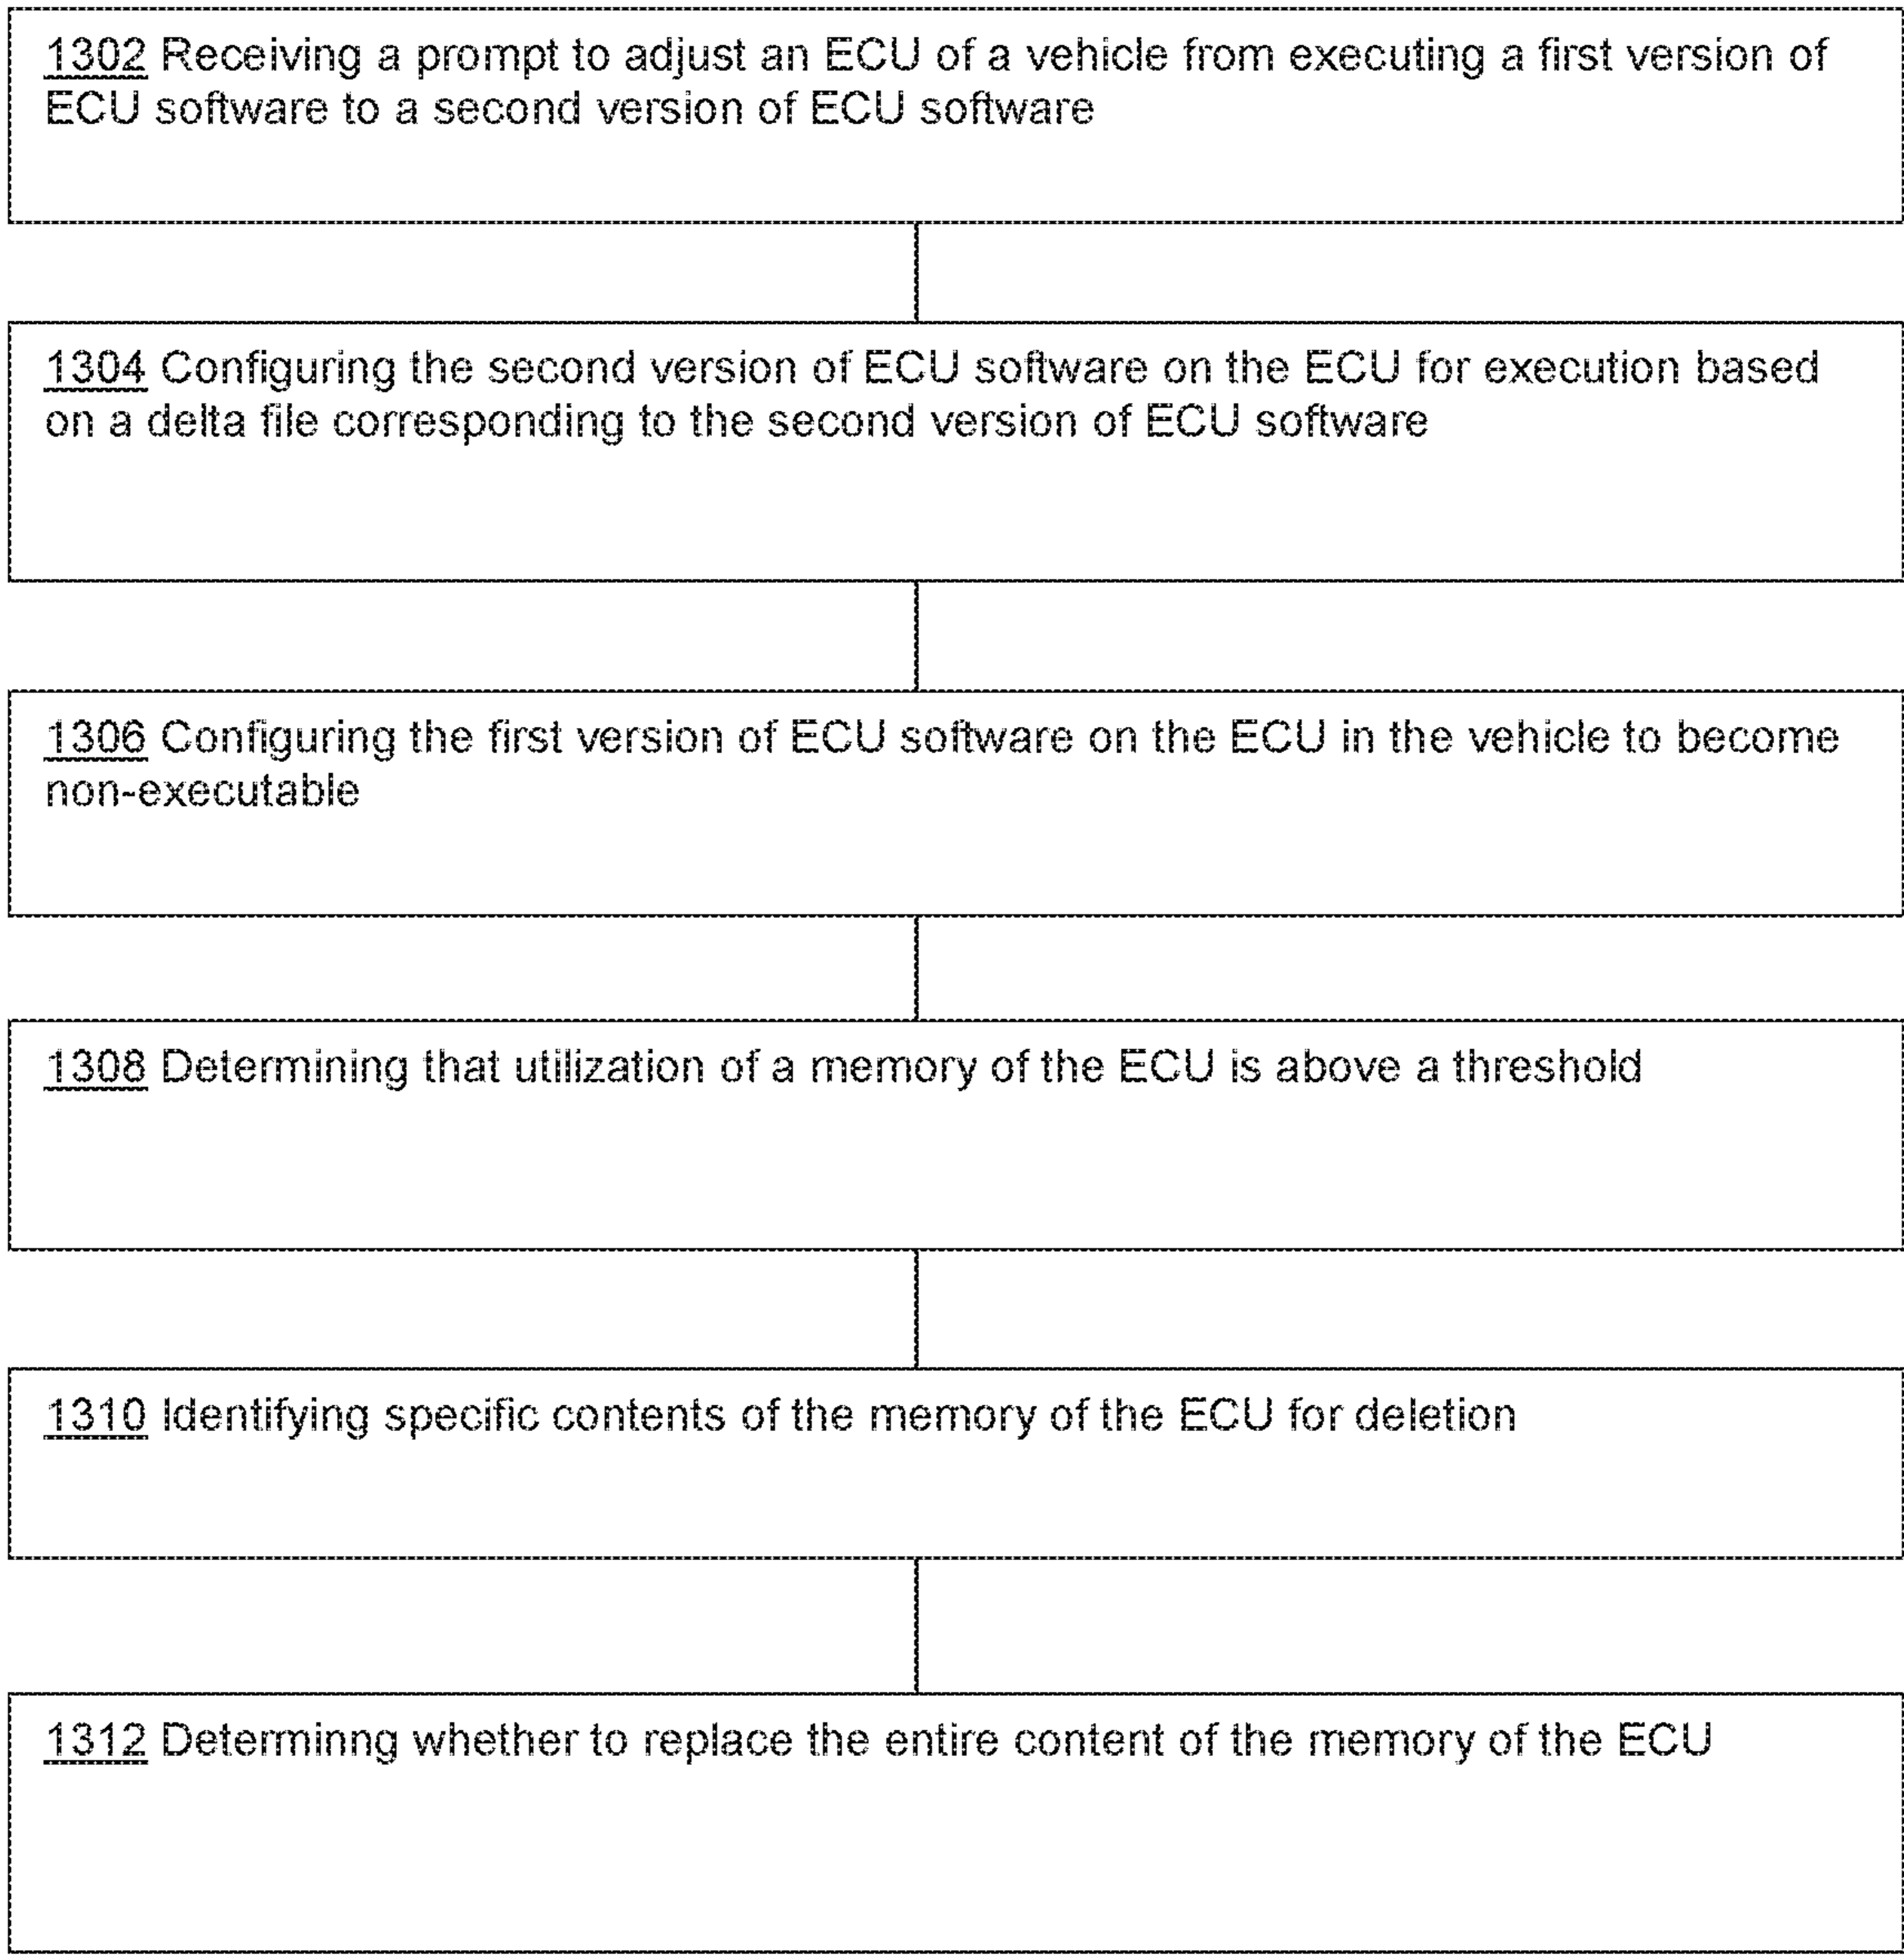 1302 Receiving a prompt to adjust an ECU of a vehicle from executing a first version of
ECU software to a second version of ECU software
1304 Configuring the second version of ECU software on the ECU for execution based
on a delta file corresponding to the second version of ECU software
1306 Configuring the first version of ECU software on the ECU in the vehicle to become
non-executable
1308 Determining that utilization of a memory of the ECU is above a threshold
1310 Identifying specific contents of the memory of the ECU for deletion
1312 Determinng whether to replace the entire content of the memory of the ECU